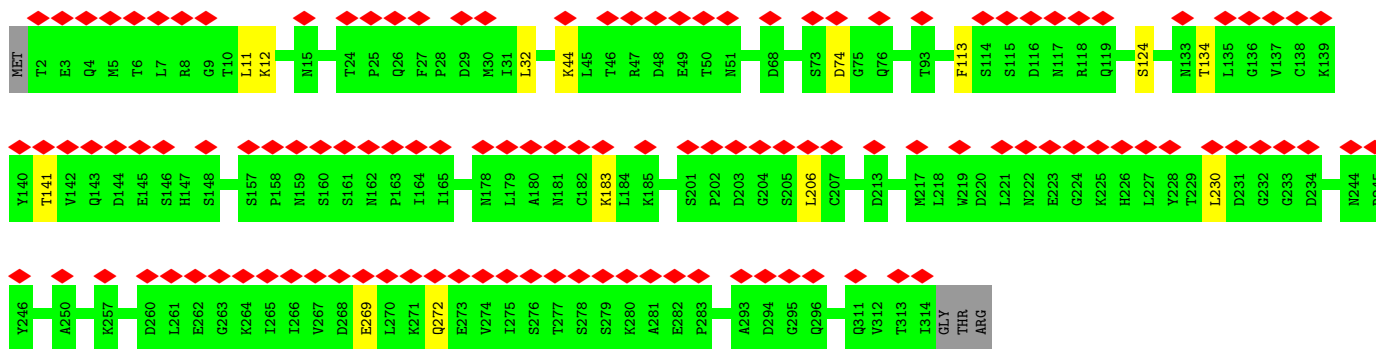 MET T2 E3 Q4 M5 T6 L7 R8 G9 T10 L11 K12 N15 T24 P25 Q26 F27 P28 D29 M30 I31 L32 K44 L45 T46 R47 D48 E49 T50 N51 D68 S73 D74 G75 Q76 T93 F113 S114 S115 D116 N117 R118 Q119 S124 N133 T134 L135 G136 V137 C138 K139
Y140 T141 V142 Q143 D144 E145 S146 H147 S148 S157 P158 N159 S160 S161 N162 P163 I164 I165 N178 L179 A180 N181 C182 K183 L184 K185 S201 P202 D203 G204 S205 L206 C207 D213 M217 L218 W219 D220 L221 N222 E223 G224 K225 H226 L227 Y228 T229 L230 D231 G232 G233 D234 N244
Y246 A250 K257 D260 L261 E262 G263 K264 I265 I266 V267 D268 E269 L270 K271 Q272 E273 V274 I275 S276 T277 S278 S279 K280 A281 E282 P283 A293 D294 G295 Q296 Q311 V312 T313 I314 GLY THR ARG